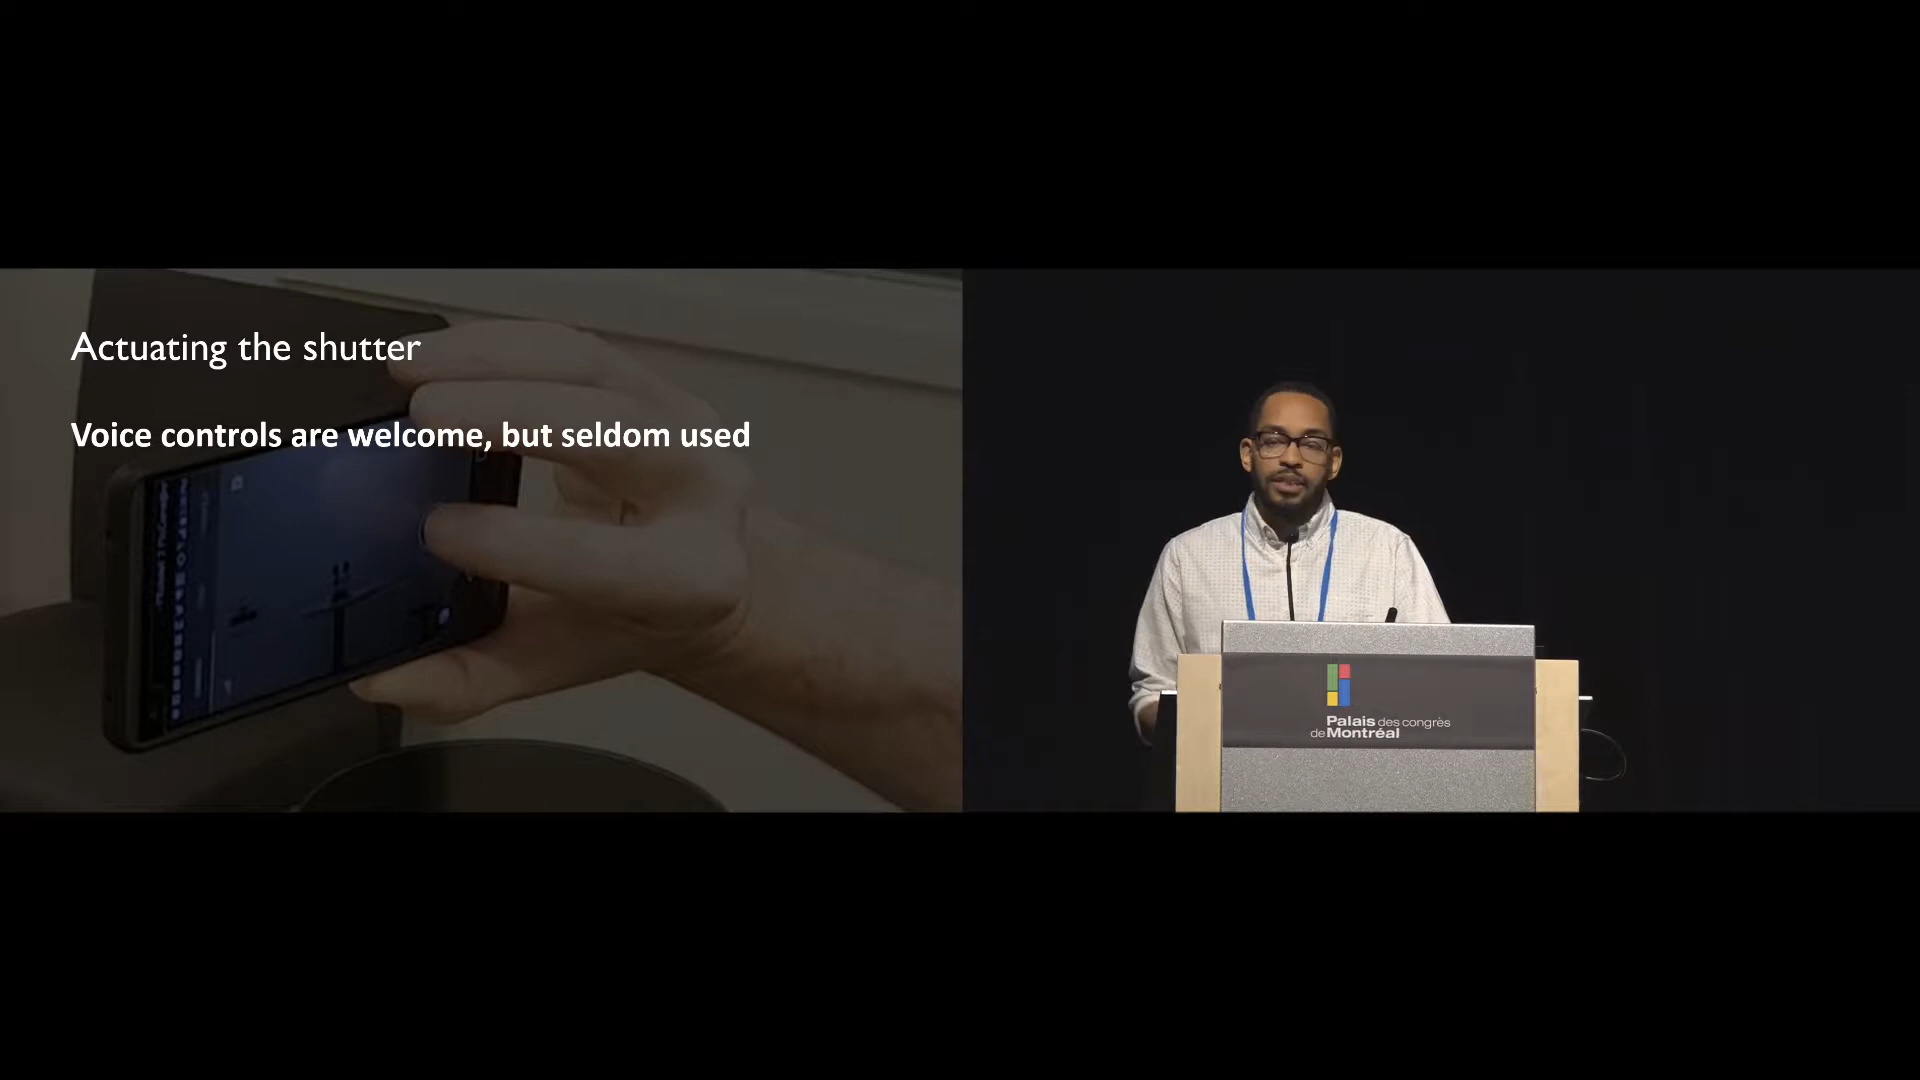 Actuating the shutter
Voice controls are welcome, but seldom used
Palais des congrès
de Montréal